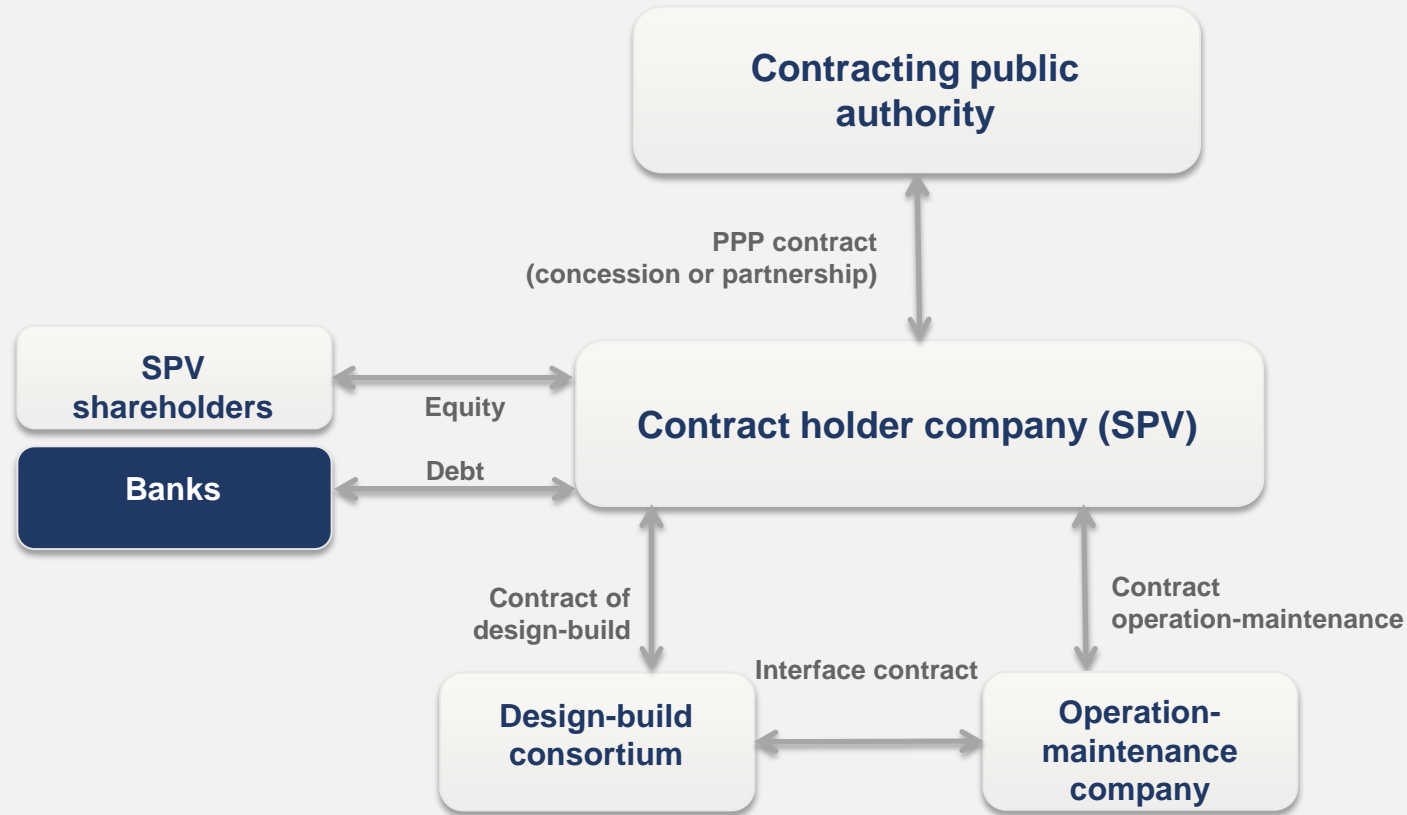 Contracting public
authority
PPP contract
(concession or partnership)
SPV
shareholders
Equity
Contract holder company (SPV)
Banks
Debt
Contract of
design-build
Contract
operation-maintenance
Interface contract
Design-build
consortium
Operation-
maintenance
company